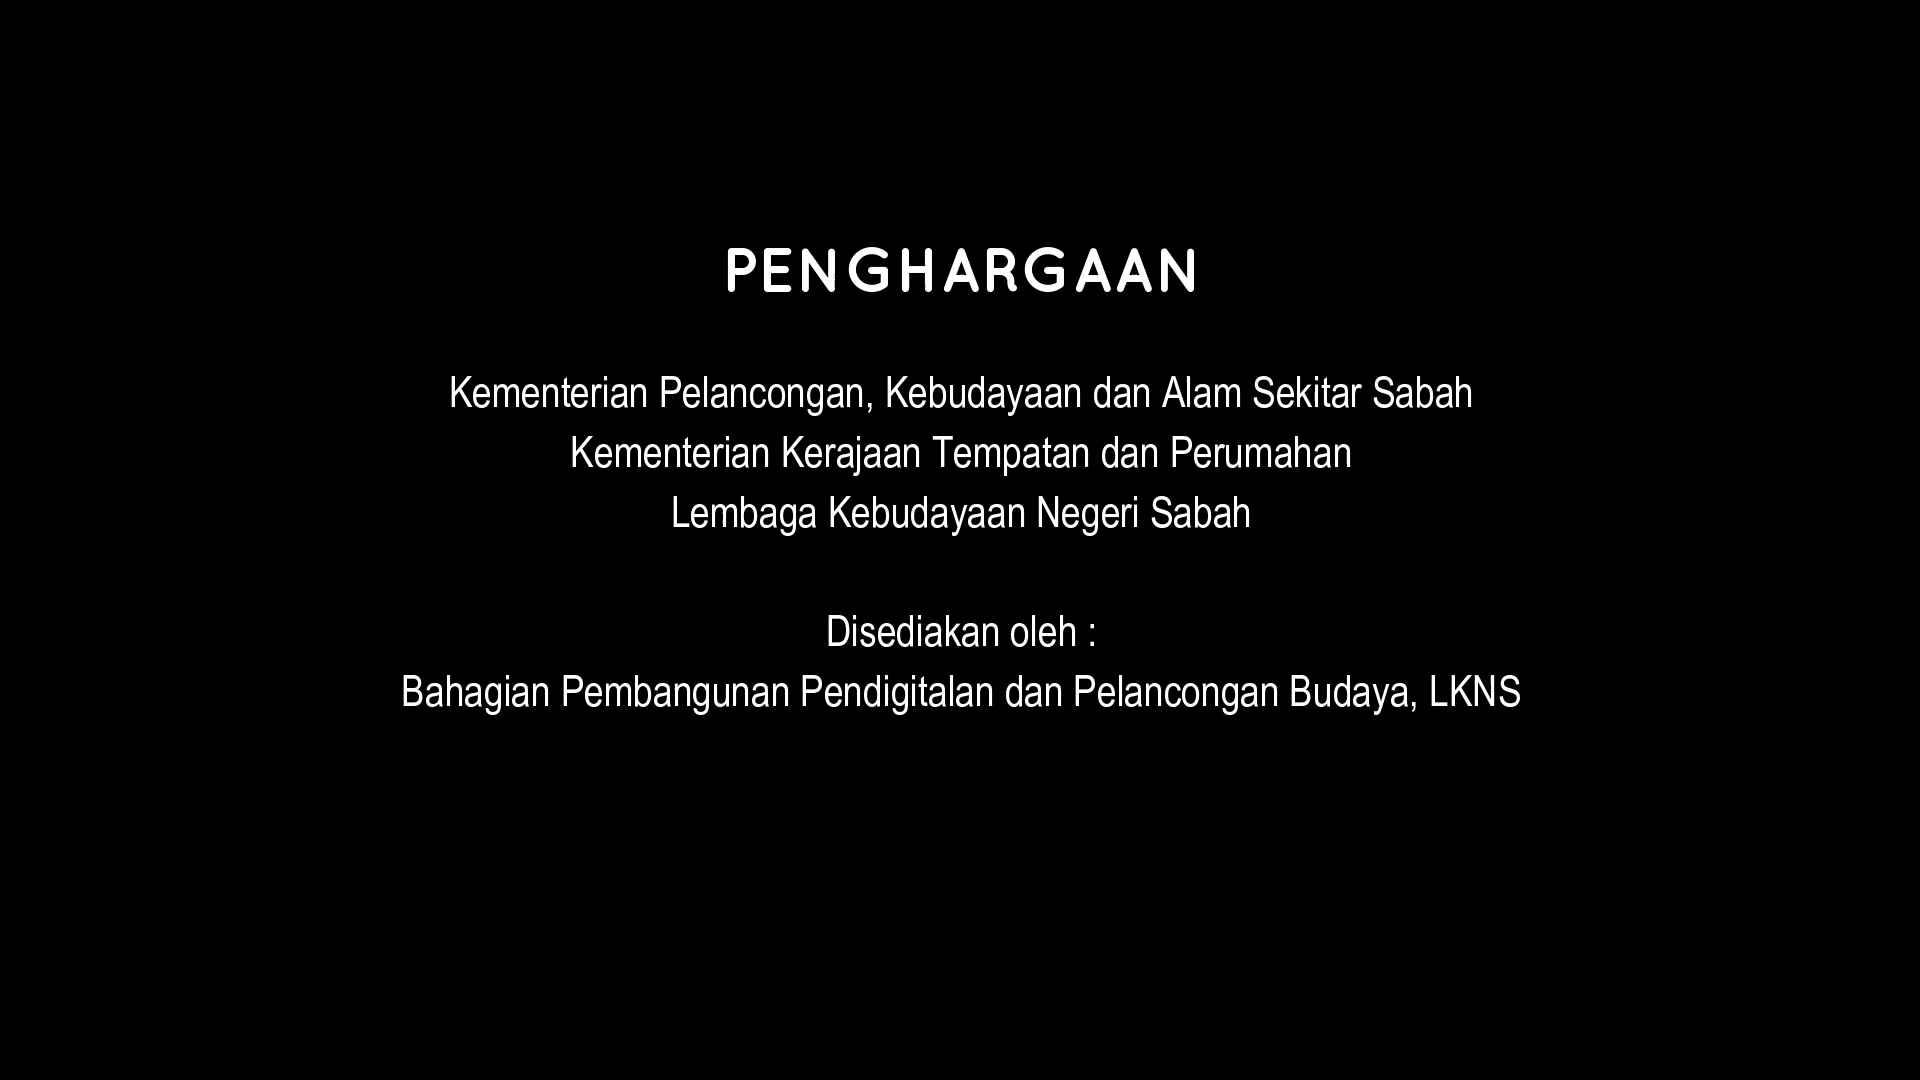 PENGHARGAAN
Kementerian Pelancongan, Kebudayaan dan Alam Sekitar Sabah
Kementerian Kerajaan Tempatan dan Perumahan
Lembaga Kebudayaan Negeri Sabah
Disediakan oleh :
Bahagian Pembangunan Pendigitalan dan Pelancongan Budaya, LKNS